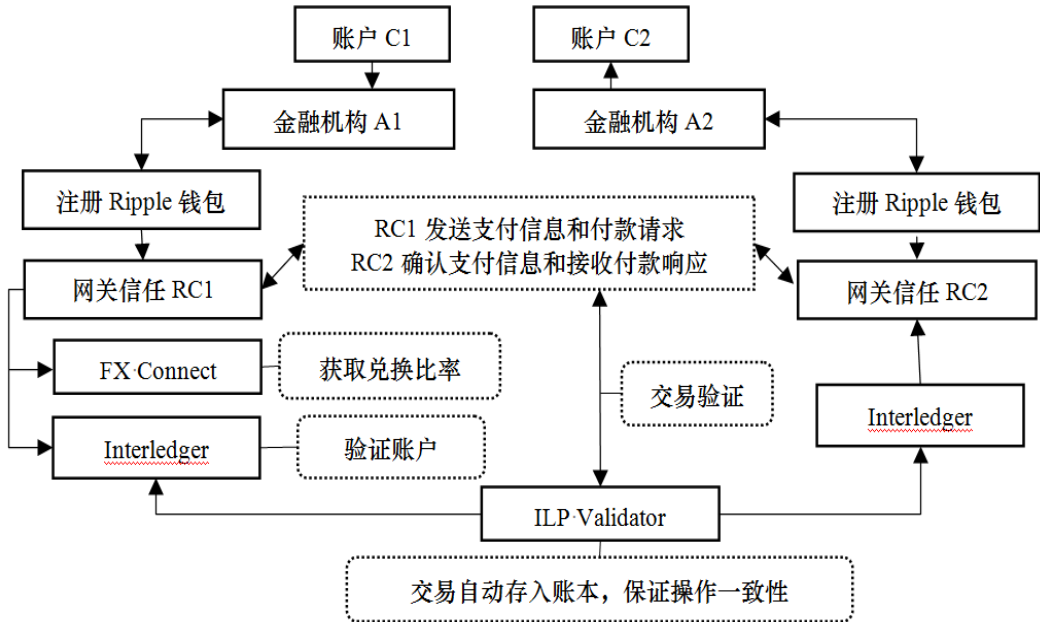 账户 C1
账户 C2
金融机构 A1
金融机构 A2
注册 Ripple 钱包
注册 Ripple 钱包
RC1 发送支付信息和付款请求
RC2 确认支付信息和接收付款响应
网关信任 RC1
网关信任 RC2
FX·Connect
获取兑换比率
交易验证
Interledger
Interledger
验证账户
ILP·Validator
交易自动存入账本，保证操作一致性